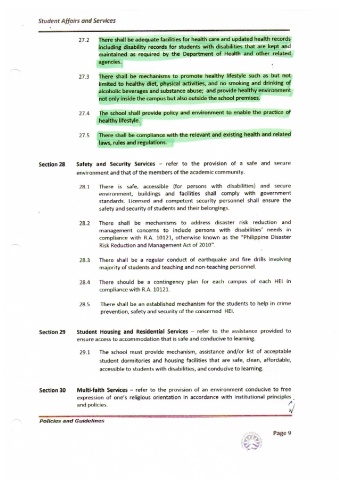 Student Affairs and Services
27.2 There shall be adequate facilities for health care and updated health records
including disability records for students with disabilities that are kept and
maintained as required by the Department of Health and other related
agencies.
27.3 There shall be mechanisms to promote healthy lifestyle such as but not
limited to healthy diet, physical activities, and no smoking and drinking of
alcoholic beverages and substance abuse; and provide healthy environment
not only inside the campus but also outside the school premises.
27.4 The school shall provide policy and environment to enable the practice of
healthy lifestyle.
27.5 There shall be compliance with the relevant and existing health and related
laws, rules and regulations.
Section 28 Safety and Security Services – refer to the provision of a safe and secure
environment and that of the members of the academic community.
28.1 There is safe, accessible (for persons with disabilities) and secure
environment, buildings and facilities shall comply with government
standards. Licensed and competent security personnel shall ensure the
safety and security of students and their belongings.
28.2 There shall be mechanisms to address disaster risk reduction and
management concerns to include persons with disabilities' needs in
compliance with R.A. 10121, otherwise known as the "Philippine Disaster
Risk Reduction and Management Act of 2010".
28.3 There shall be a regular conduct of earthquake and fire drills involving
majority of students and teaching and non-teaching personnel.
28.4 There should be a contingency plan for each campus of each HEI in
compliance with R.A. 10121.
28.5 There shall be an established mechanism for the students to help in crime
prevention, safety and security of the concerned HEI.
Section 29 Student Housing and Residential Services – refer to the assistance provided to
ensure access to accommodation that is safe and conducive to learning.
29.1 The school must provide mechanism, assistance and/or list of acceptable
student dormitories and housing facilities that are safe, clean, affordable,
accessible to students with disabilities, and conducive to learning.
Section 30 Multi-faith Services – refer to the provision of an environment conducive to free
expression of one's religious orientation in accordance with institutional principles
and policies.
Policies and Guidelines
Page 9